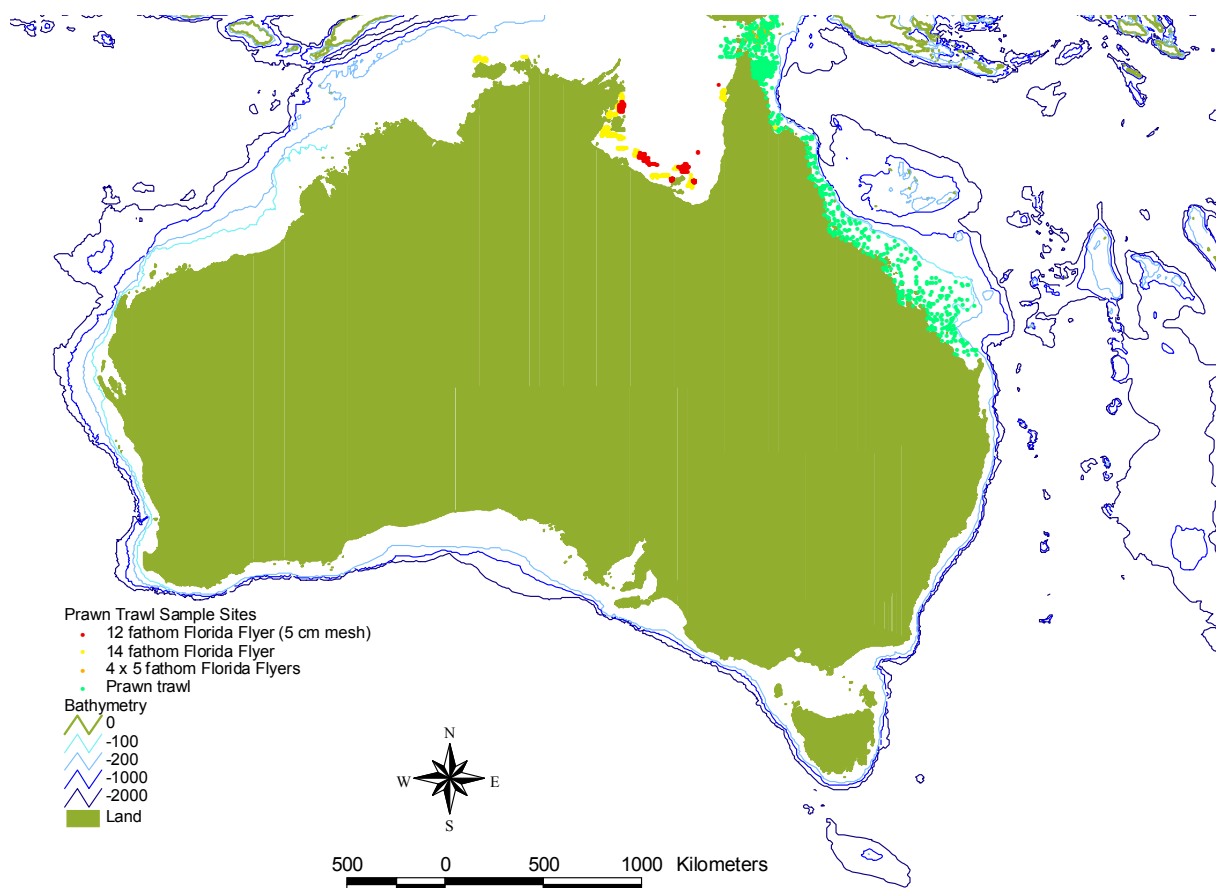 Prawn Trawl Sample Sites
12 fathom Florida Flyer (5 cm mesh)
14 fathom Florida Flyer
4 x 5 fathom Florida Flyers
Prawn trawl
Bathymetry
0
-100
-200
-1000
-2000
Land
N
W E
S
500 0 500 1000 Kilometers